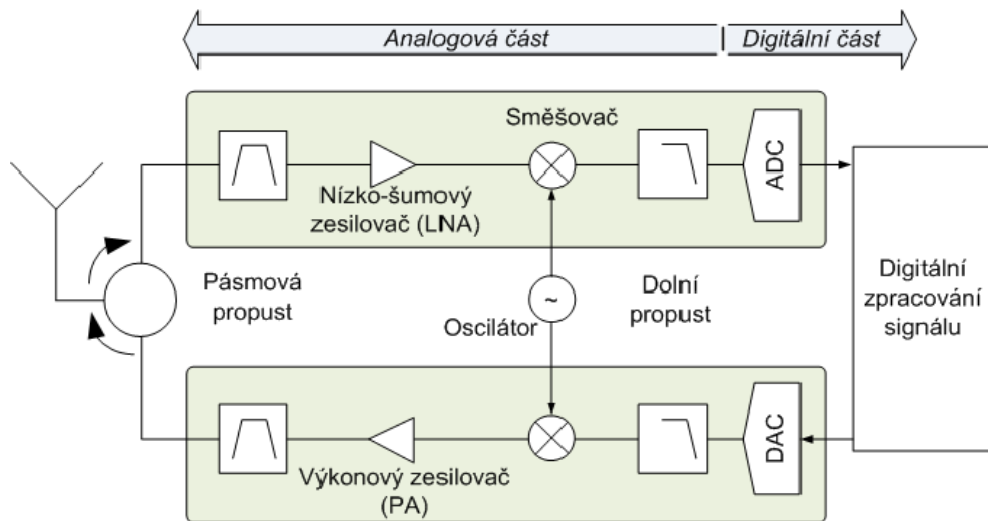 Analogová část
Digitální část
Směšovač
ADC
Nízko-šumový
zesilovač (LNA)
Pásmová
propust
~
Oscilátor
Dolní
propust
Digitální
zpracování
signálu
DAC
Výkonový zesilovač
(PA)